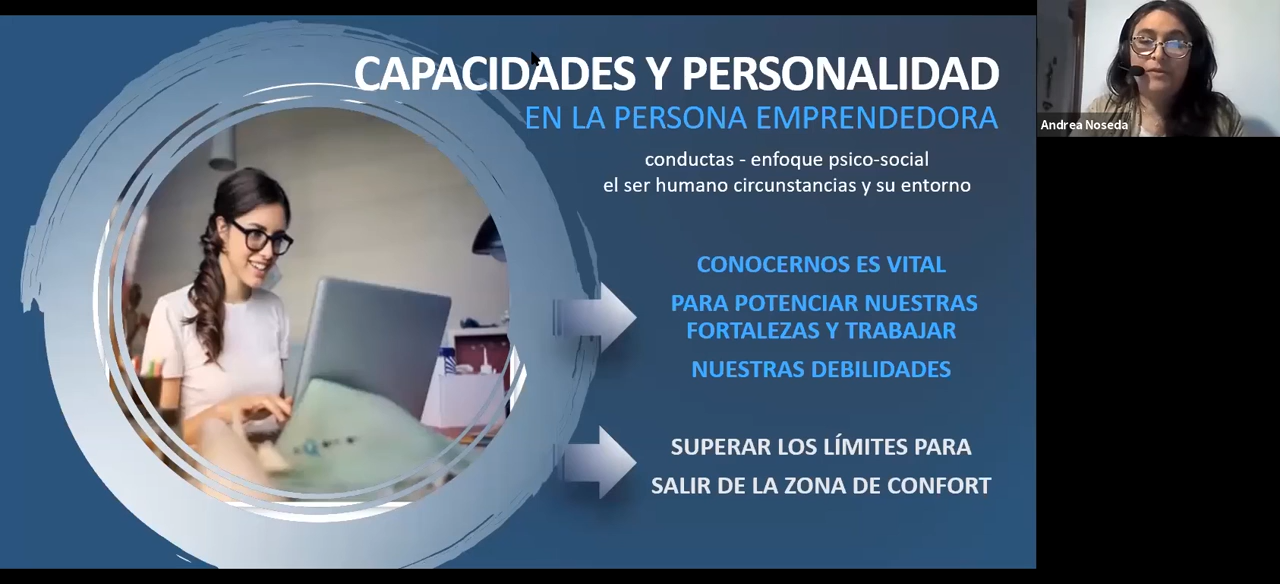 CAPACIDADES Y PERSONALIDAD
EN LA PERSONA EMPRENDEDORA
conductas - enfoque psico-social
el ser humano circunstancias y su entorno
CONOCERNOS ES VITAL
PARA POTENCIAR NUESTRAS
FORTALEZAS Y TRABAJAR
NUESTRAS DEBILIDADES
SUPERAR LOS LÍMITES PARA
SALIR DE LA ZONA DE CONFORT
Andrea Noseda